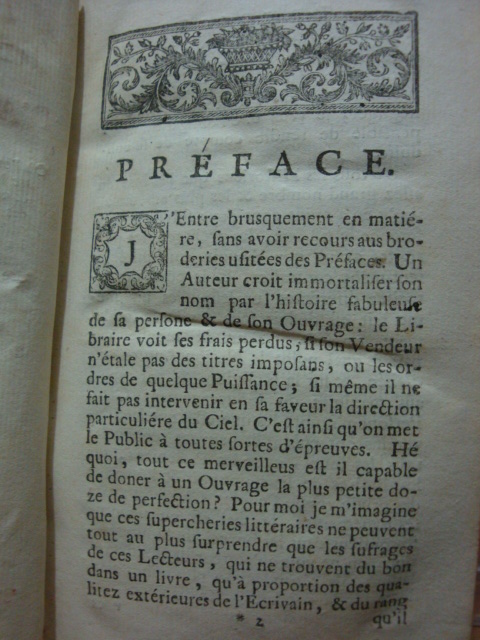 PRÉFACE.
J'Entre brusquement en matié-
re, ſans avoir recours aus bro-
deries uſitées des Préfaces. Un
Auteur croit immortaliſer ſon
nom par l'hiſtoire fabuleuſe
de ſa perſone & de ſon Ouvrage: le Li-
braire voit ſes frais perdus, ſi ſon Vendeur
n'étale pas des titres impoſans, ou les or-
dres de quelque Puiſſance; ſi même il ne
fait pas intervenir en ſa faveur la direction
particuliére du Ciel. C'eſt ainſi qu'on met
le Public à toutes ſortes d'épreuves. Hé
quoi, tout ce merveilleus eſt il capable
de doner à un Ouvrage la plus petite do-
ze de perfection? Pour moi je m'imagine
que ces ſupercheries littéraires ne peuvent
tout au plus ſurprendre que les ſufrages
de ces Lecteurs, qui ne trouvent du bon
dans un livre, qu'à proportion des qua-
litez extérieures de l'Ecrivain, & du rang
* 2 qu'il